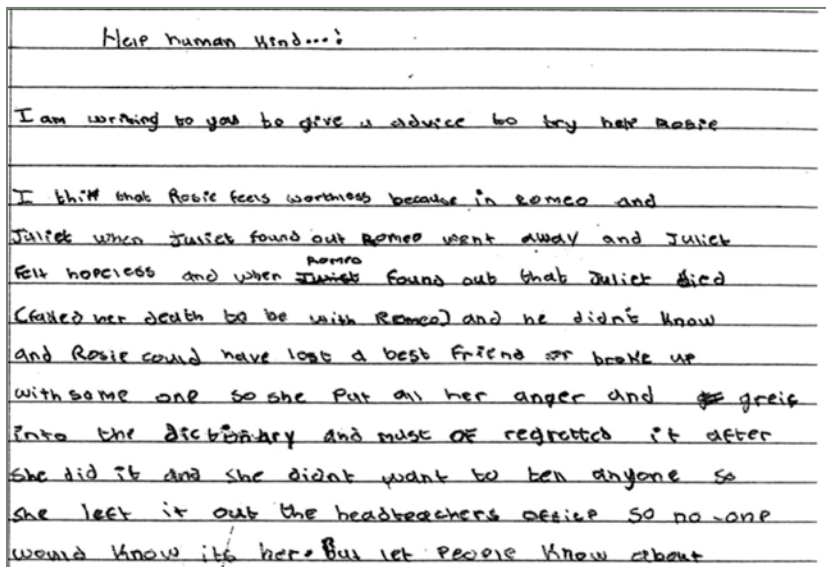 Help human kind...!
I am writing to you to give a advice to try help Rosie
I think that Rosie feels worthless because in Romeo and
Juliet when Juliet found out Romeo went away and Juliet
felt hopeless and when Romeo found out that Juliet died
(faked her death to be with Romeo) and he didn't know
and Rosie could have lost a best friend or broke up
with some one so she put all her anger and greif
into the dictionary and must of regretted it after
she did it and she didnt want to tell anyone so
she left it out the headteachers office so no-one
would know its her. But let people know about